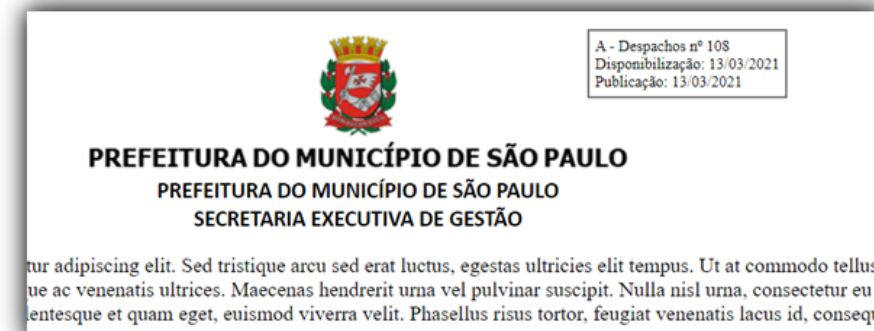 A - Despachos nº 108
Disponibilização: 13/03/2021
Publicação: 13/03/2021
PREFEITURA DO MUNICÍPIO DE SÃO PAULO
PREFEITURA DO MUNICÍPIO DE SÃO PAULO
SECRETARIA EXECUTIVA DE GESTÃO
tur adipiscing elit. Sed tristique arcu sed erat luctus, egestas ultricies elit tempus. Ut at commodo tellus
ue ac venenatis ultrices. Maecenas hendrerit urna vel pulvinar suscipit. Nulla nisl urna, consectetur eu
lentesque et quam eget, euismod viverra velit. Phasellus risus tortor, feugiat venenatis lacus id, consequ